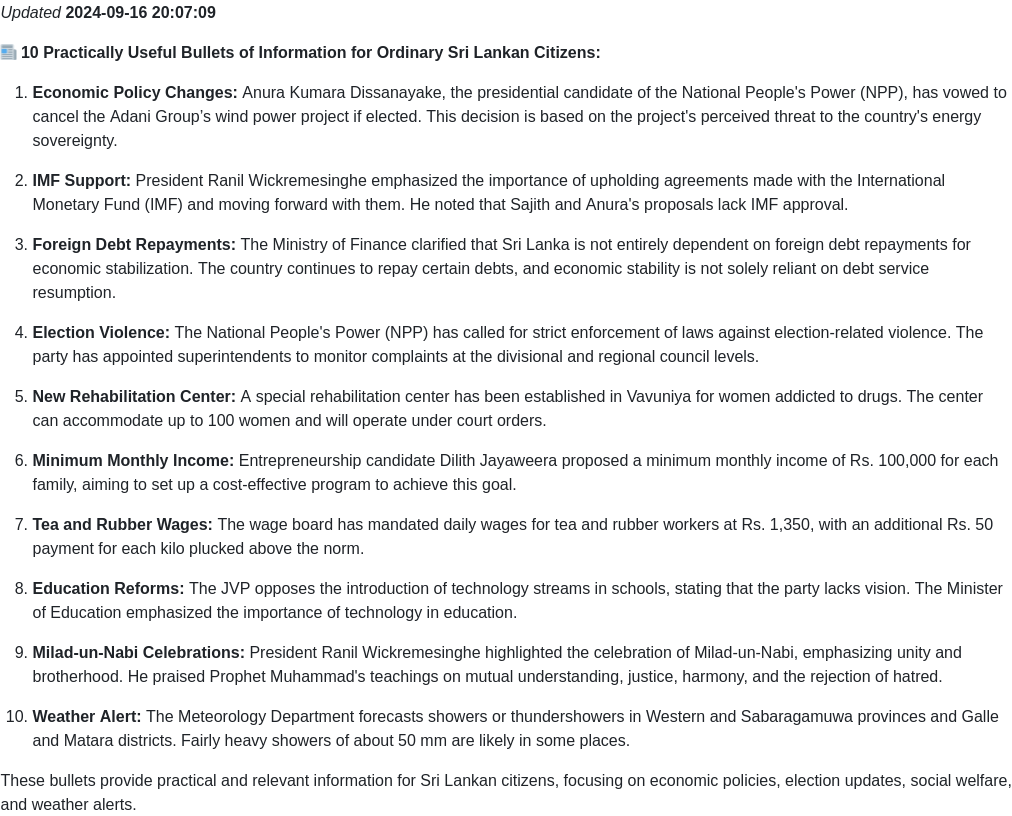 Updated 2024-09-16 20:07:09
📰 10 Practically Useful Bullets of Information for Ordinary Sri Lankan Citizens:
1. Economic Policy Changes: Anura Kumara Dissanayake, the presidential candidate of the National People's Power (NPP), has vowed to
cancel the Adani Group's wind power project if elected. This decision is based on the project's perceived threat to the country's energy
sovereignty.
2. IMF Support: President Ranil Wickremesinghe emphasized the importance of upholding agreements made with the International
Monetary Fund (IMF) and moving forward with them. He noted that Sajith and Anura's proposals lack IMF approval.
3. Foreign Debt Repayments: The Ministry of Finance clarified that Sri Lanka is not entirely dependent on foreign debt repayments for
economic stabilization. The country continues to repay certain debts, and economic stability is not solely reliant on debt service
resumption.
4. Election Violence: The National People's Power (NPP) has called for strict enforcement of laws against election-related violence. The
party has appointed superintendents to monitor complaints at the divisional and regional council levels.
5. New Rehabilitation Center: A special rehabilitation center has been established in Vavuniya for women addicted to drugs. The center
can accommodate up to 100 women and will operate under court orders.
6. Minimum Monthly Income: Entrepreneurship candidate Dilith Jayaweera proposed a minimum monthly income of Rs. 100,000 for each
family, aiming to set up a cost-effective program to achieve this goal.
7. Tea and Rubber Wages: The wage board has mandated daily wages for tea and rubber workers at Rs. 1,350, with an additional Rs. 50
payment for each kilo plucked above the norm.
8. Education Reforms: The JVP opposes the introduction of technology streams in schools, stating that the party lacks vision. The Minister
of Education emphasized the importance of technology in education.
9. Milad-un-Nabi Celebrations: President Ranil Wickremesinghe highlighted the celebration of Milad-un-Nabi, emphasizing unity and
brotherhood. He praised Prophet Muhammad's teachings on mutual understanding, justice, harmony, and the rejection of hatred.
10. Weather Alert: The Meteorology Department forecasts showers or thundershowers in Western and Sabaragamuwa provinces and Galle
and Matara districts. Fairly heavy showers of about 50 mm are likely in some places.
These bullets provide practical and relevant information for Sri Lankan citizens, focusing on economic policies, election updates, social welfare,
and weather alerts.